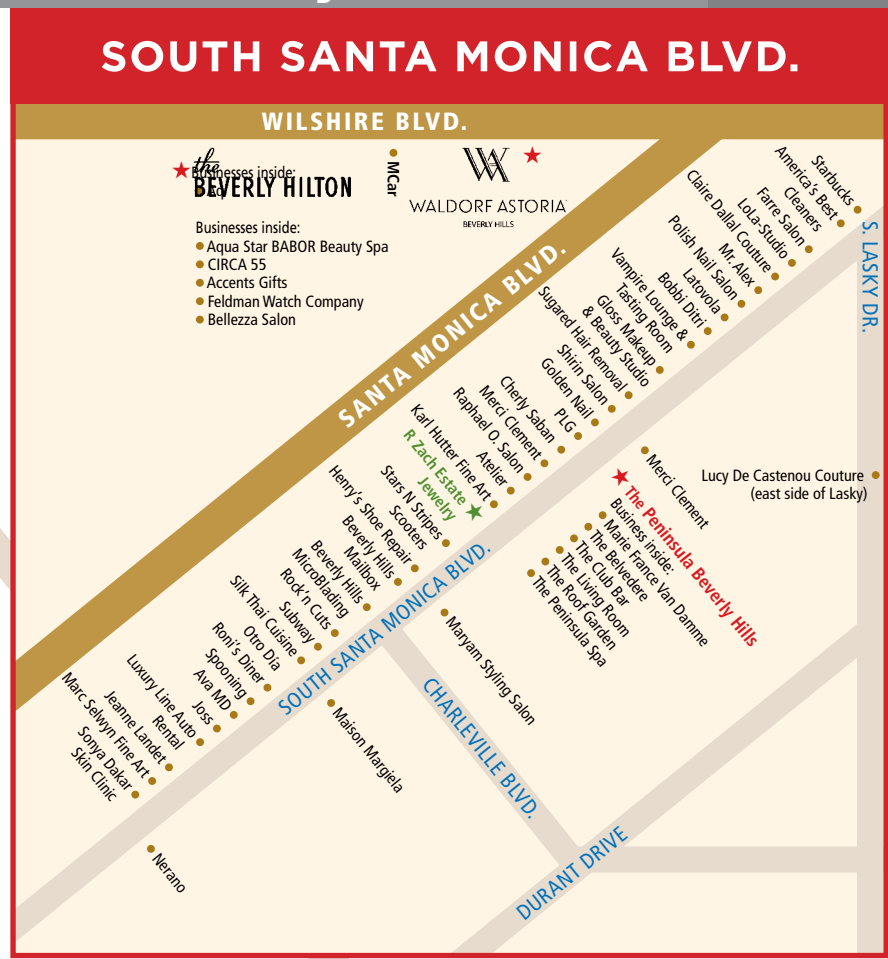 SOUTH SANTA MONICA BLVD.
WILSHIRE BLVD.
the
BEVERLY HILTON
Businesses inside:
MCar
WALDORF ASTORIA
BEVERLY HILLS
Businesses inside:
Aqua Star BABOR Beauty Spa
CIRCA 55
Accents Gifts
Feldman Watch Company
Bellezza Salon
SANTA MONICA BLVD.
Starbucks
America's Best
Cleaners
Farre Salon
LoLa-Studio
Claire Dallal Couture
Mr. Alex
Polish Nail Salon
Latovola
Bobbi Ditri
Vampire Lounge &
Tasting Room
Gloss Makeup
& Beauty Studio
Sugared Hair Removal
Shirin Salon
Golden Nail
PLG
Cherly Saban
Merci Clement
Raphael O. Salon
Atelier
Karl Hutter Fine Art
R Zach Estate
Jewelry
Stars N Stripes
Scooters
Henry's Shoe Repair
Beverly Hills
Mailbox
Beverly Hills
MicroBlading
Rock'n Cuts
Subway
Silk Thai Cuisine
Otro Dia
Roni's Diner
Spooning
Ava MD
Joss
Luxury Line Auto
Rental
Jeanne Landet
Marc Selwyn Fine Art
Sonya Dakar
Skin Clinic
S. LASKY DR.
Lucy De Castenou Couture
(east side of Lasky)
Merci Clement
The Peninsula Beverly Hills
Business inside:
Marie France Van Damme
The Belvedere
The Club Bar
The Living Room
The Roof Garden
The Peninsula Spa
SOUTH SANTA MONICA BLVD.
Maryam Styling Salon
CHARLEVILLE BLVD.
Maison Margiela
DURANT DRIVE
Nerano